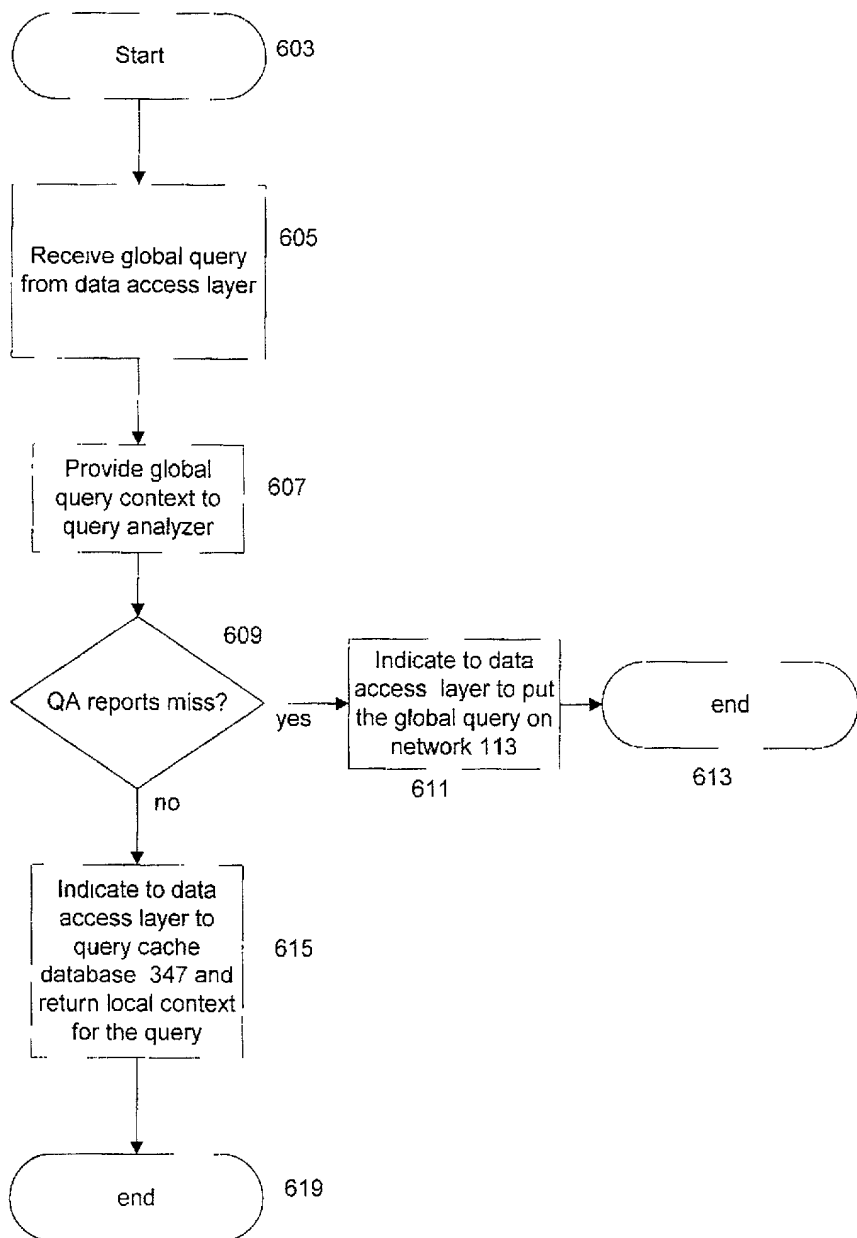 Start
603
Receive global query
from data access layer
605
Provide global
query context to
query analyzer
607
609
QA reports miss?
yes
no
Indicate to data
access layer to put
the global query on
network 113
611
end
613
Indicate to data
access layer to
query cache
database 347 and
return local context
for the query
615
end
619